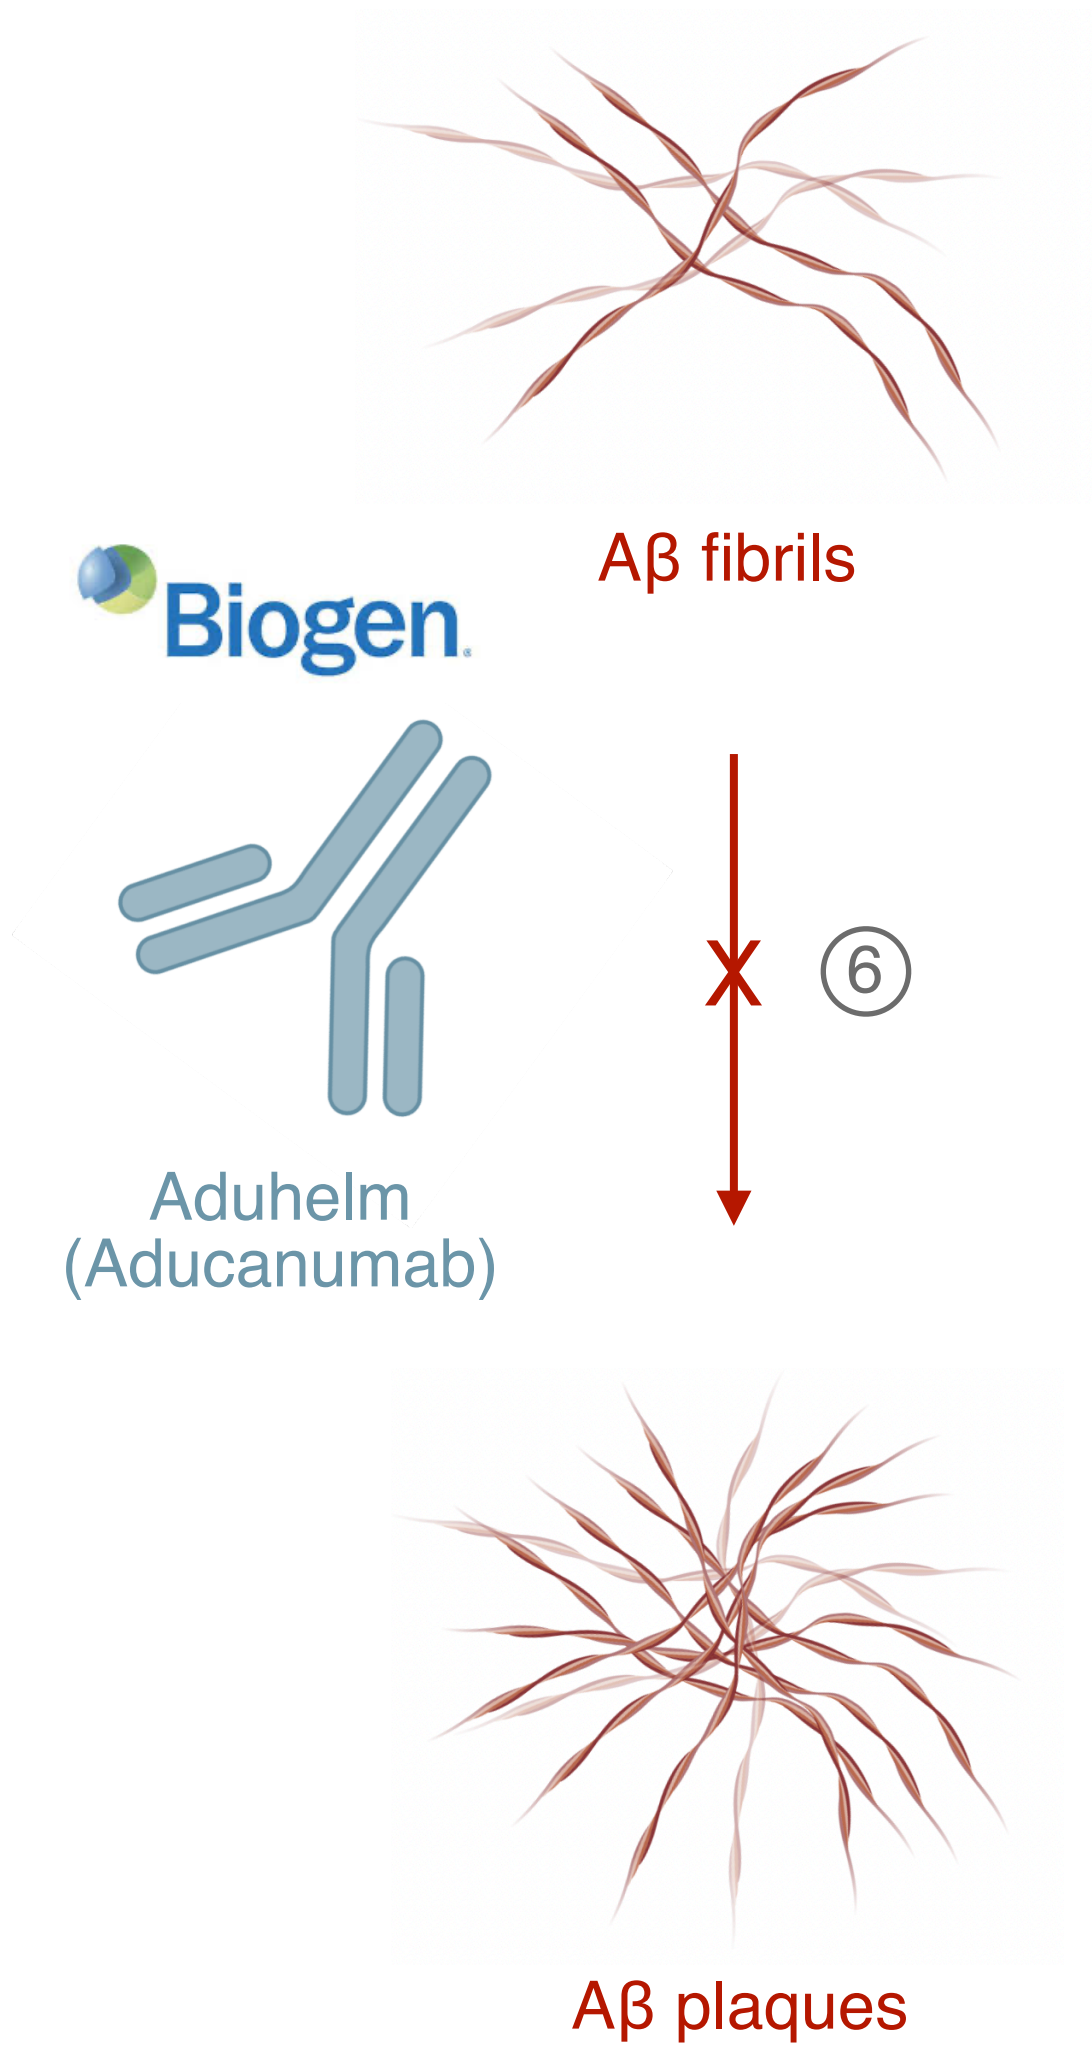 Aβ fibrils
Biogen
X
6
Aduhelm
(Aducanumab)
Aβ plaques